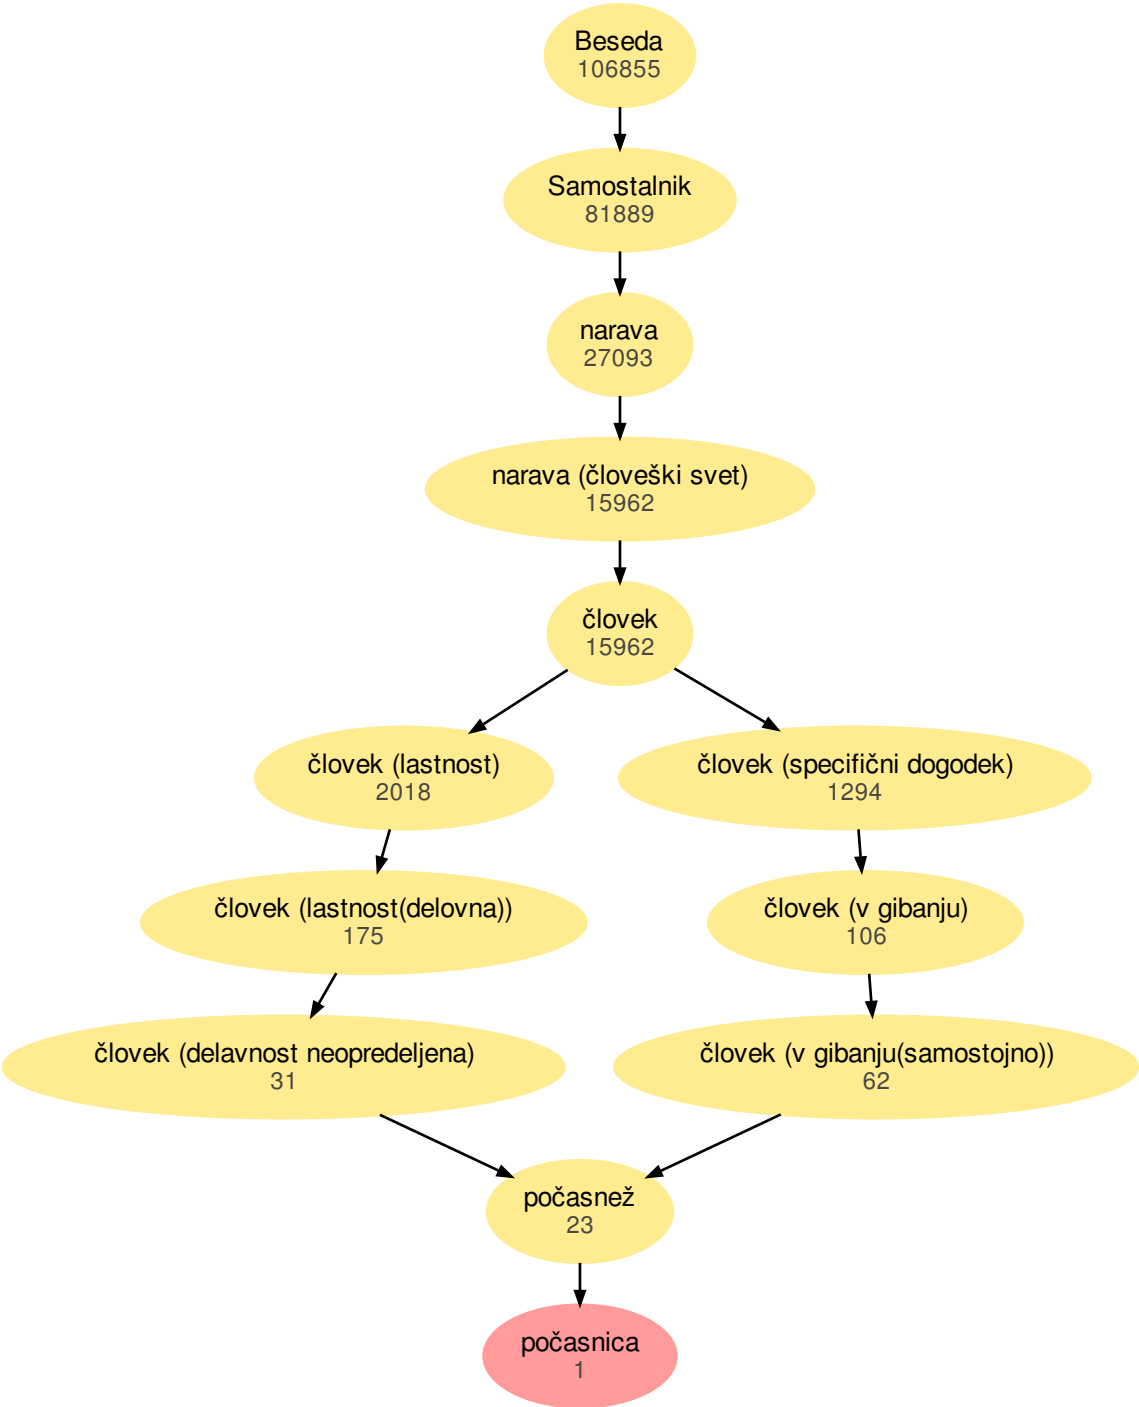 Beseda
106855
Samostalnik
81889
narava
27093
narava (človeški svet)
15962
človek
15962
človek (lastnost)
2018
človek (specifični dogodek)
1294
človek (lastnost(delovna))
175
človek (v gibanju)
106
človek (delavnost neopredeljena)
31
človek (v gibanju(samostojno))
62
počasnež
23
počasnica
1